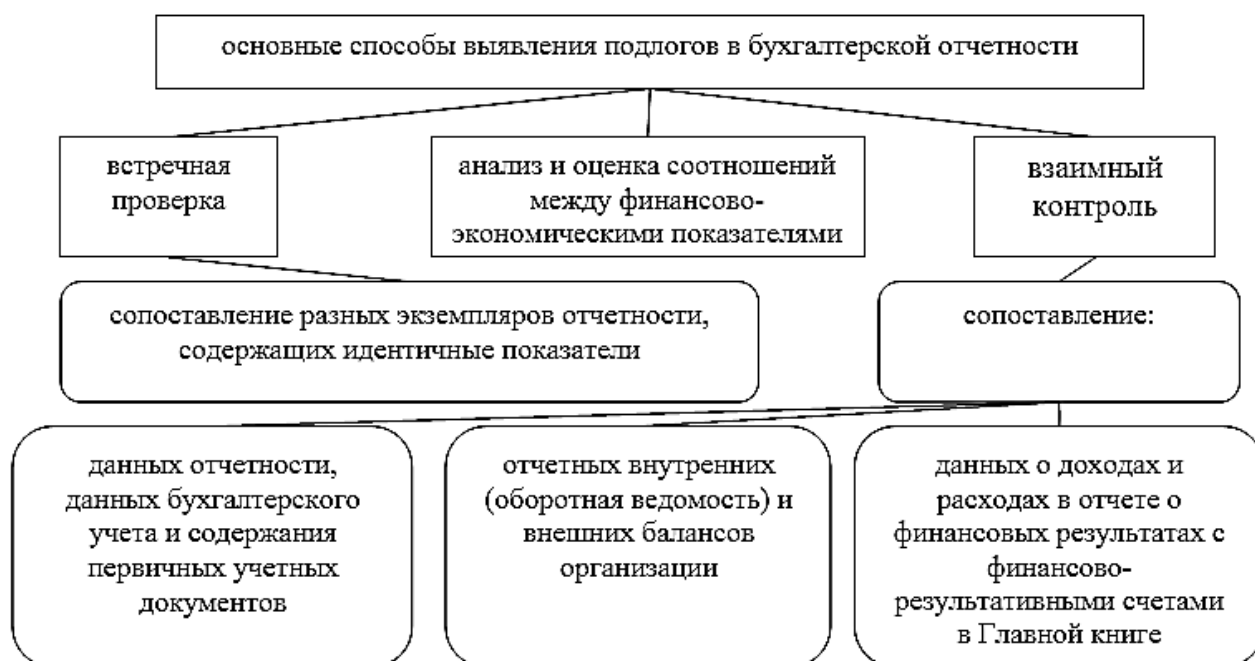 основные способы выявления подлогов в бухгалтерской отчетности
встречная
проверка
анализ и оценка соотношений
между финансово-
экономическими показателями
взаимный
контроль
сопоставление разных экземпляров отчетности,
содержащих идентичные показатели
сопоставление:
данных отчетности,
данных бухгалтерского
учета и содержания
первичных учетных
документов
отчетных внутренних
(оборотная ведомость) и
внешних балансов
организации
данных о доходах и
расходах в отчете о
финансовых результатах с
финансово-
результативными счетами
в Главной книге